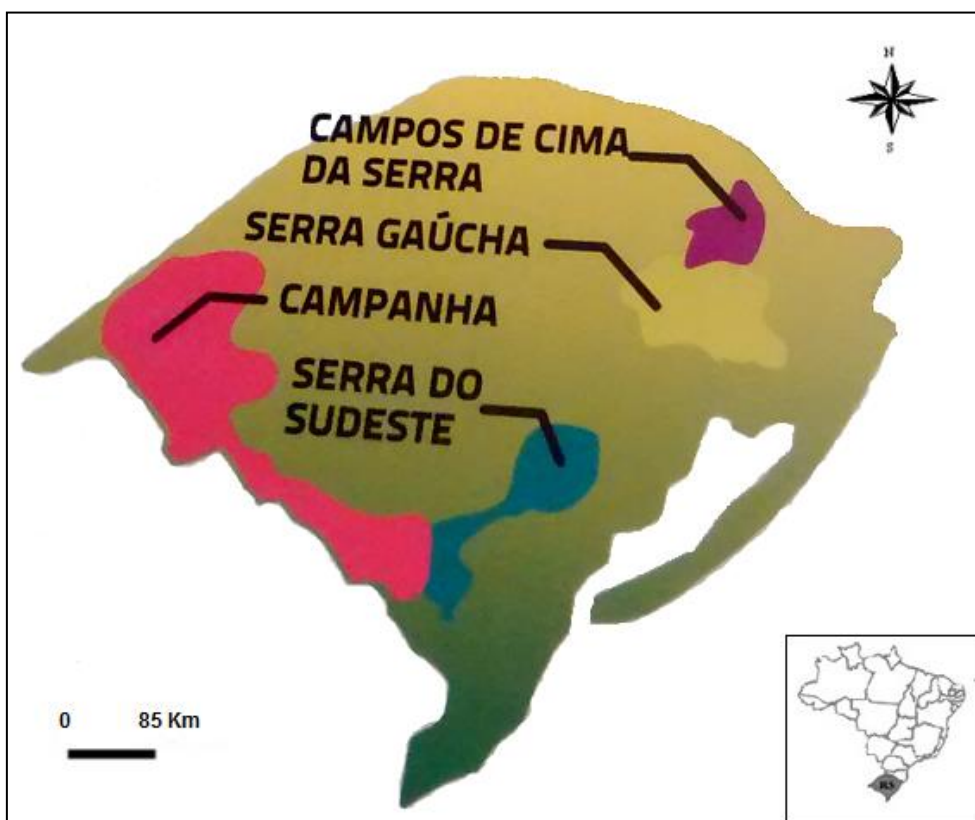 N
CAMPOS DE CIMA
DA SERRA
S
SERRA GAÚCHA
CAMPANHA
SERRA DO
SUDESTE
0 85 Km
RS